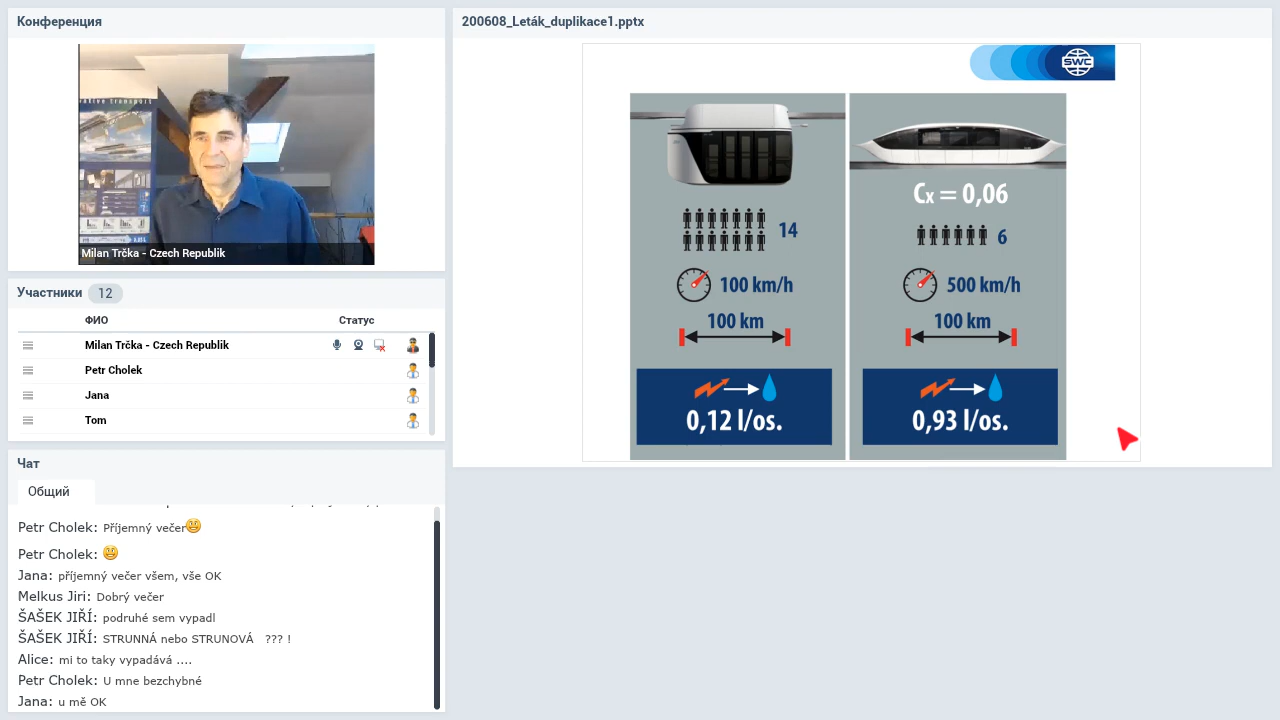 Конференция
ative transport
Milan Trčka - Czech Republik
Участники 12
ФИО Статус
Milan Trčka - Czech Republik
Petr Cholek
Jana
Tom
Чат
Общий
Petr Cholek: Příjemný večer
Petr Cholek:
Jana: příjemný večer všem, vše OK
Melkus Jiri: Dobrý večer
ŠAŠEK JIŘÍ: podruhé sem vypadl
ŠAŠEK JIŘÍ: STRUNNÁ nebo STRUNOVÁ ??? !
Alice: mi to taky vypadává ....
Petr Cholek: U mne bezchybné
Jana: u mě OK
200608_Leták_duplikace1.pptx
SWC
14
100 km/h
100 km
0,12 l/os.
Cx = 0,06
6
500 km/h
100 km
0,93 l/os.